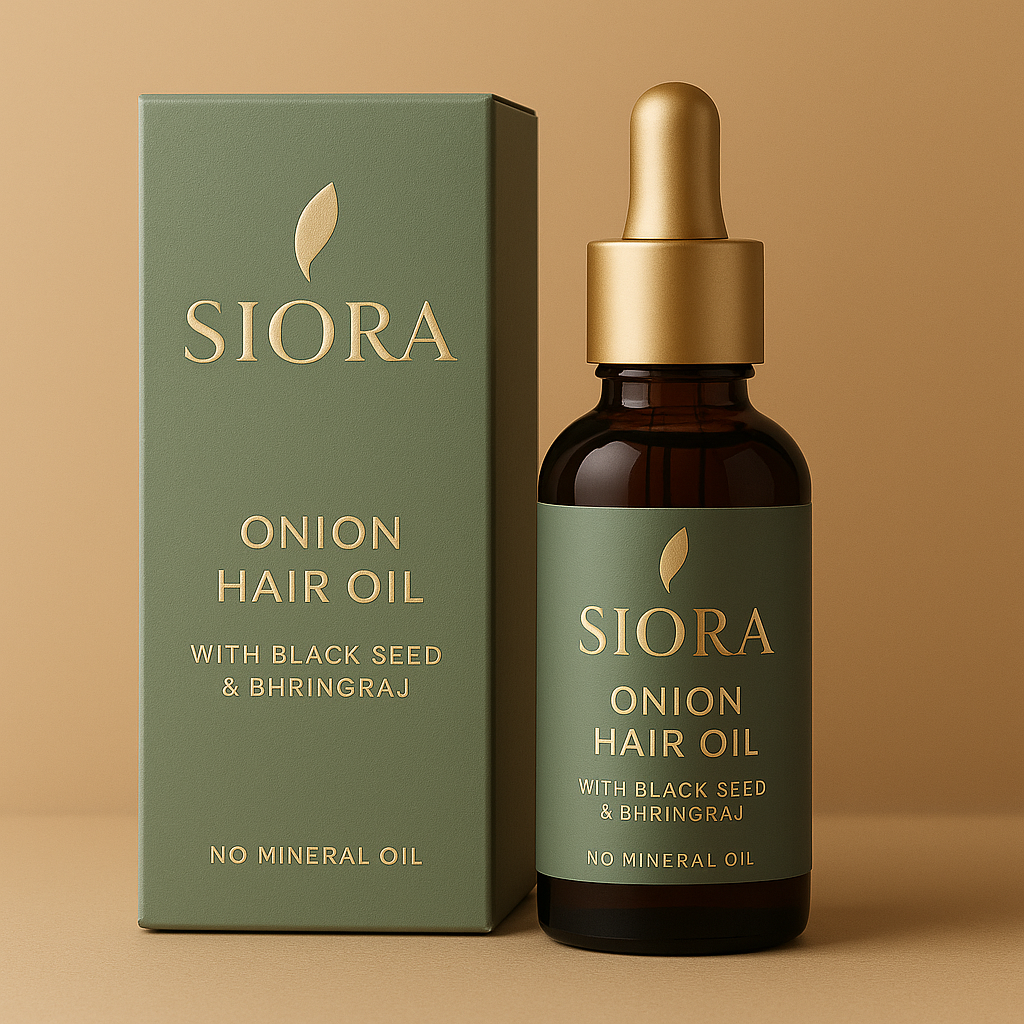 SIORA
ONION
HAIR OIL
WITH BLACK SEED
& BHRINGRAJ
NO MINERAL OIL
SIORA
ONION
HAIR OIL
WITH BLACK SEED
& BHRINGRAJ
NO MINERAL OIL